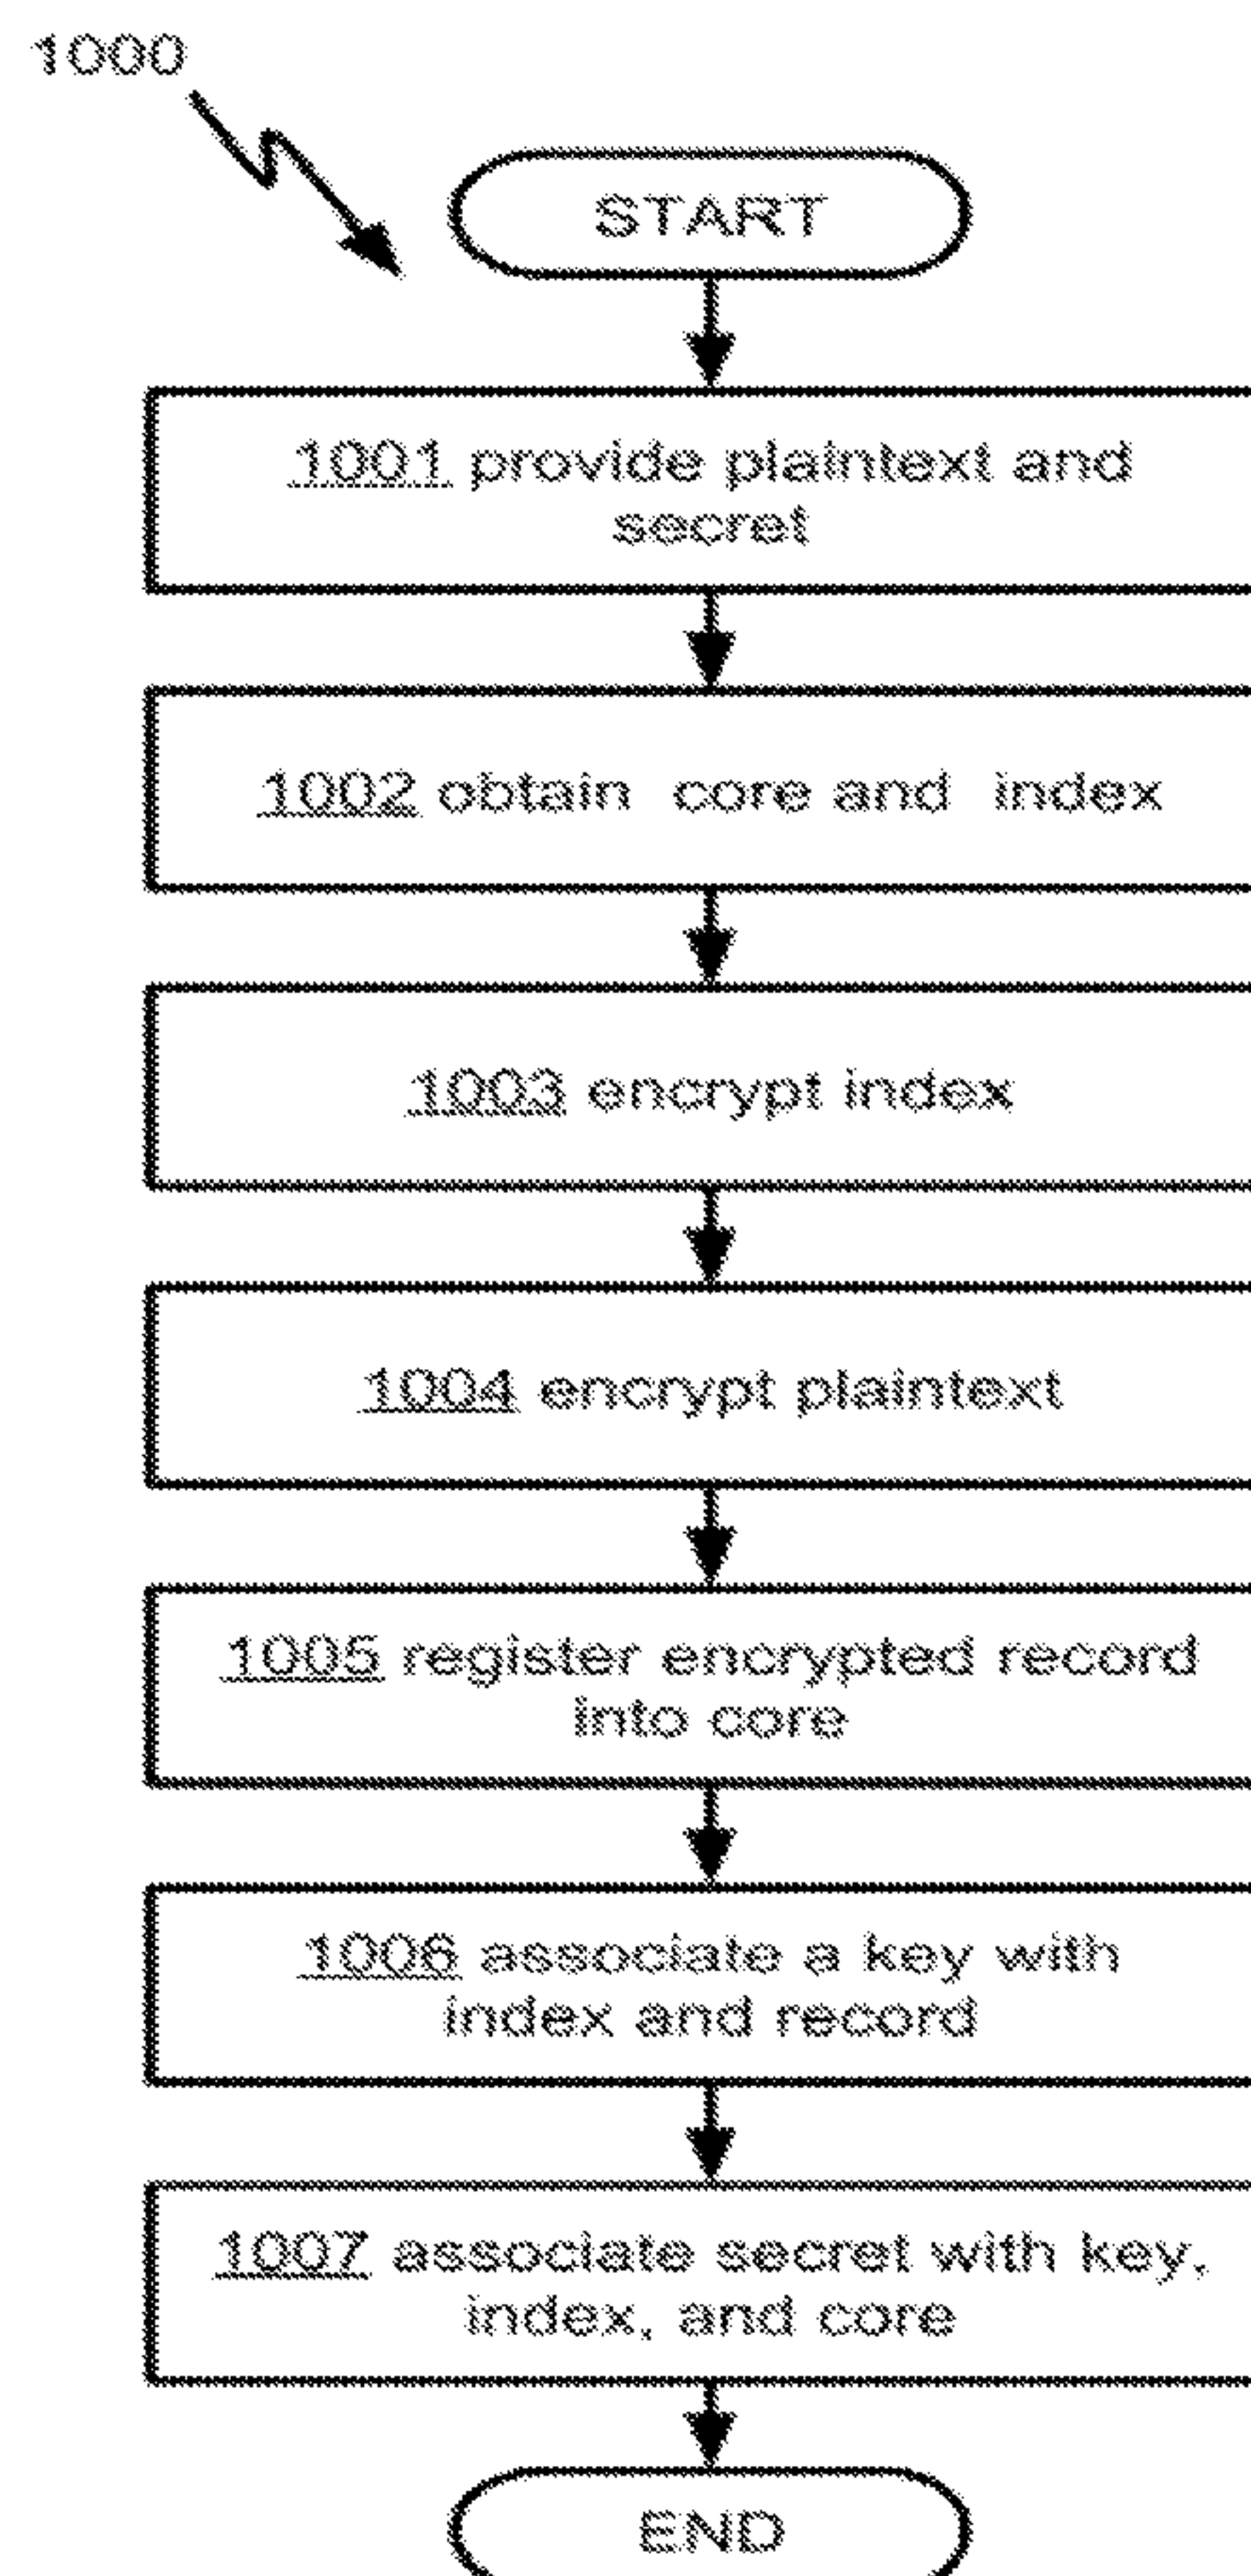 1000
START
1001 provide plaintext and
secret
1002 obtain core and index
1003 encrypt index
1004 encrypt plaintext
1005 register encrypted record
into core
1006 associate a key with
index and record
1007 associate secret with key,
index, and core
END